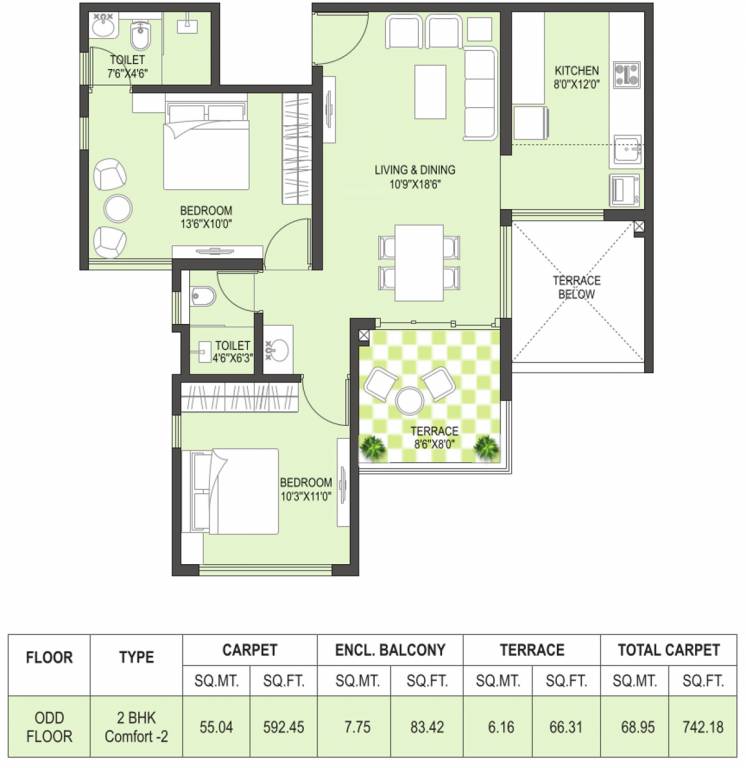 TOILET
7'6"X4'6"
KITCHEN
8'0"X12'0"
LIVING & DINING
10'9"X18'6"
BEDROOM
13'6"X10'0"
TERRACE
BELOW
TOILET
4'6"X6'3"
TERRACE
8'6"X8'0"
BEDROOM
10'3"X11'0"
FLOOR TYPE CARPET ENCL. BALCONY TERRACE TOTAL CARPET
SQ.MT. SQ.FT. SQ.MT. SQ.FT. SQ.MT. SQ.FT. SQ.MT. SQ.FT.
ODD FLOOR 2 BHK Comfort -2 55.04 592.45 7.75 83.42 6.16 66.31 68.95 742.18